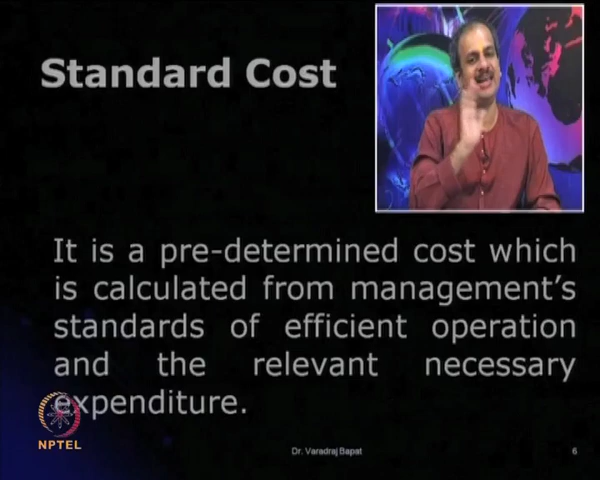 Standard Cost
It is a pre-determined cost which
is calculated from management's
standards of efficient operation
and the relevant necessary
expenditure.
NPTEL
Dr. Varadraj Bapat
6